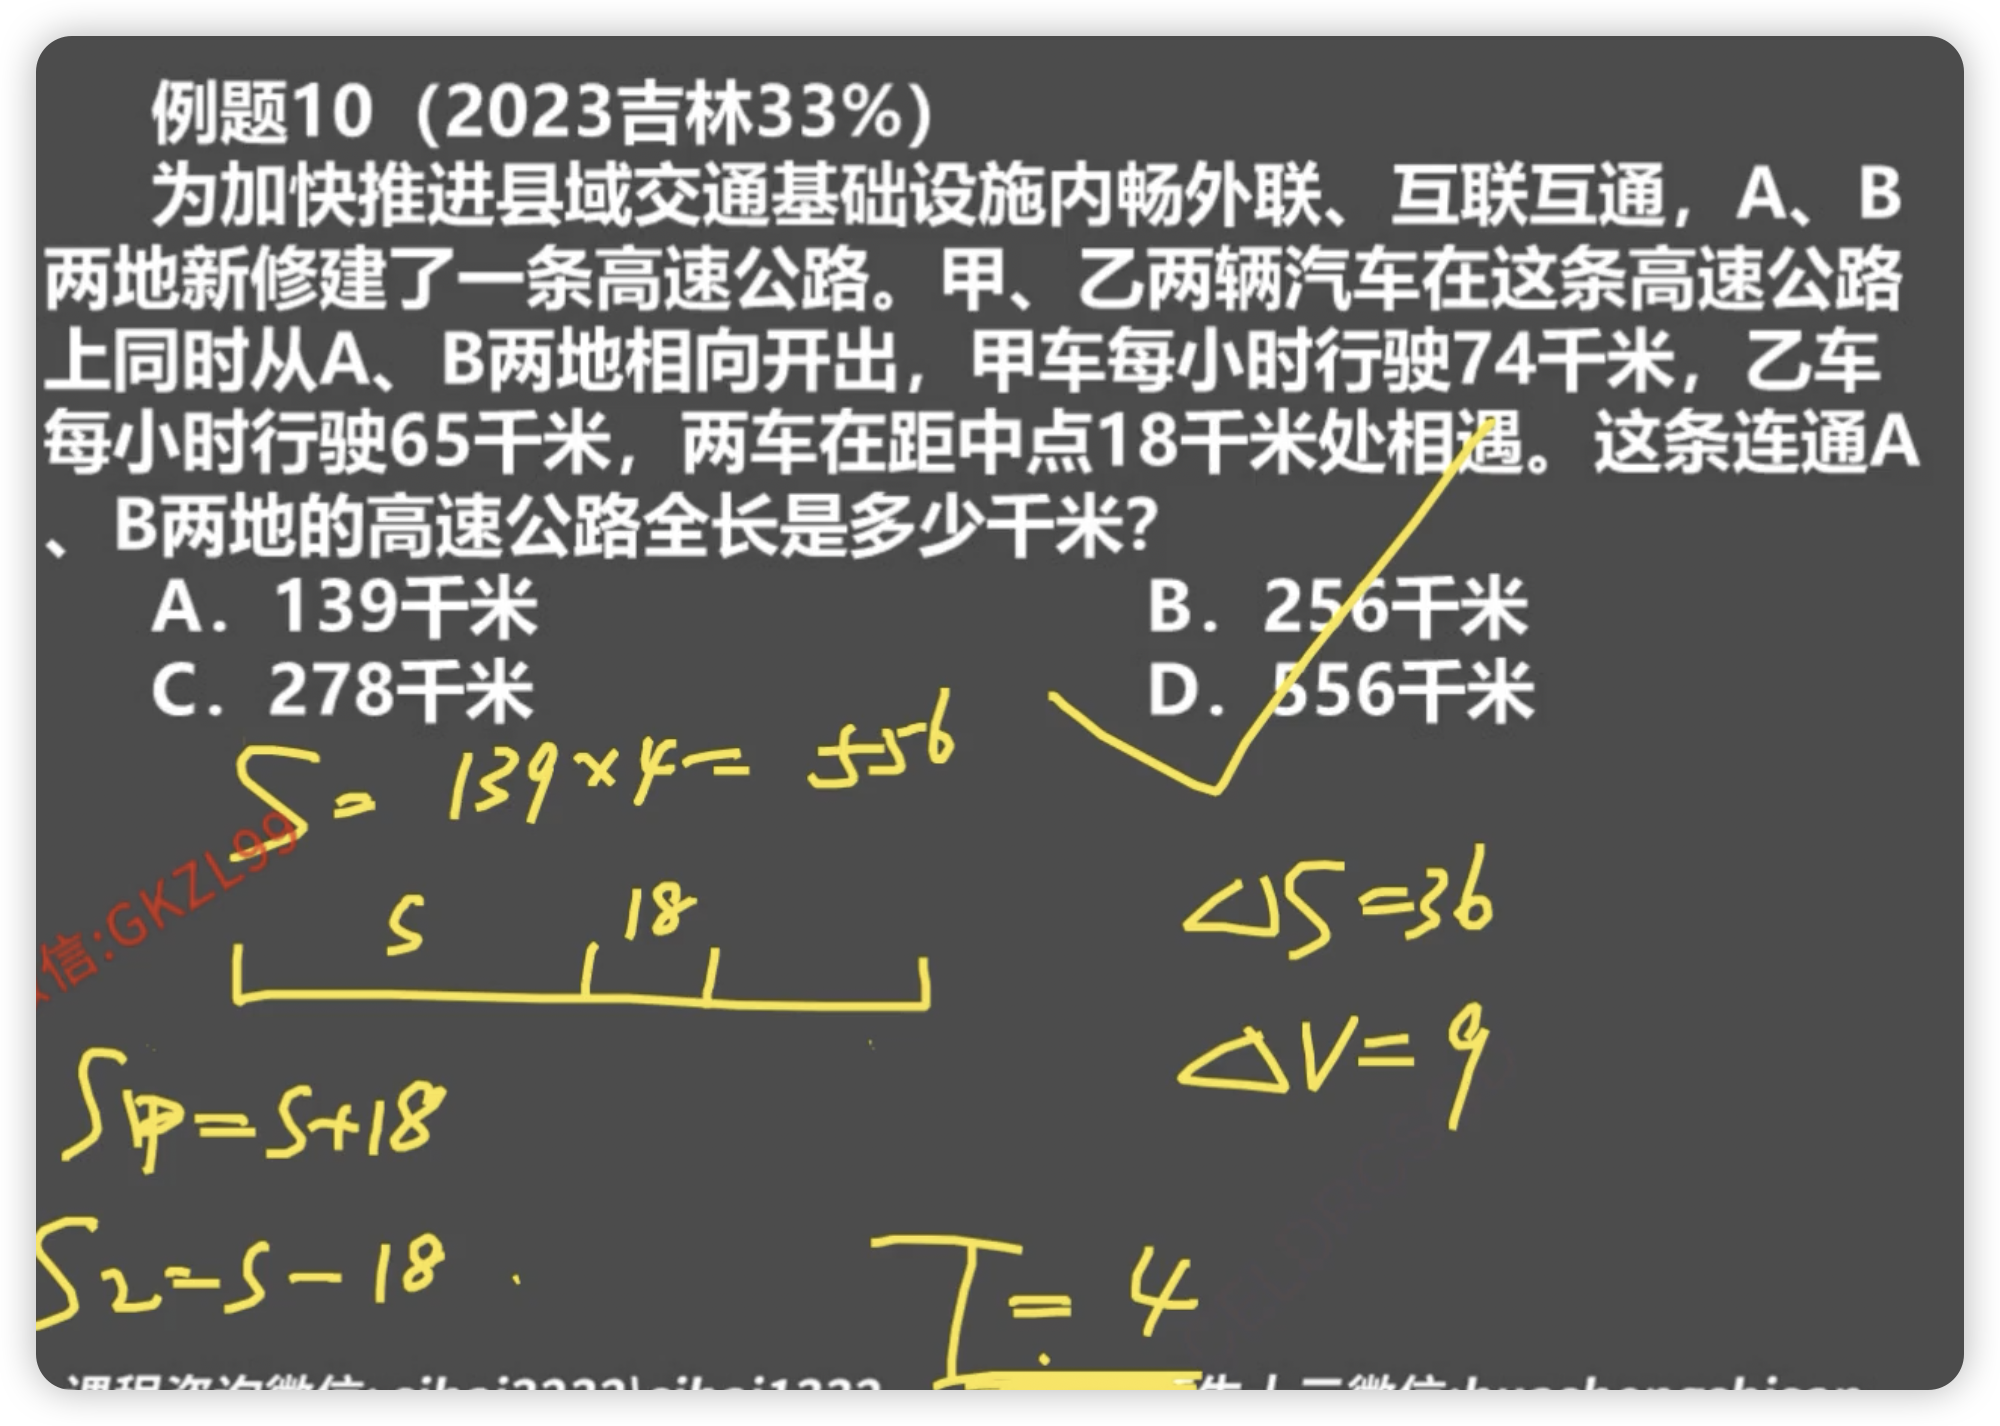 例题10（2023吉林33%）
为加快推进县域交通基础设施内畅外联、互联互通，A、B
两地新修建了一条高速公路。甲、乙两辆汽车在这条高速公路
上同时从A、B两地相向开出，甲车每小时行驶74千米，乙车
每小时行驶65千米，两车在距中点18千米处相遇。这条连通A
、B两地的高速公路全长是多少千米？
A．139千米
B．256千米
C．278千米
D．556千米
S = 139×4 = 556
信:GKZL99
S 18
△S=36
△V=9
S甲=S+18
S乙=S-18
T=4
课程咨询微信: